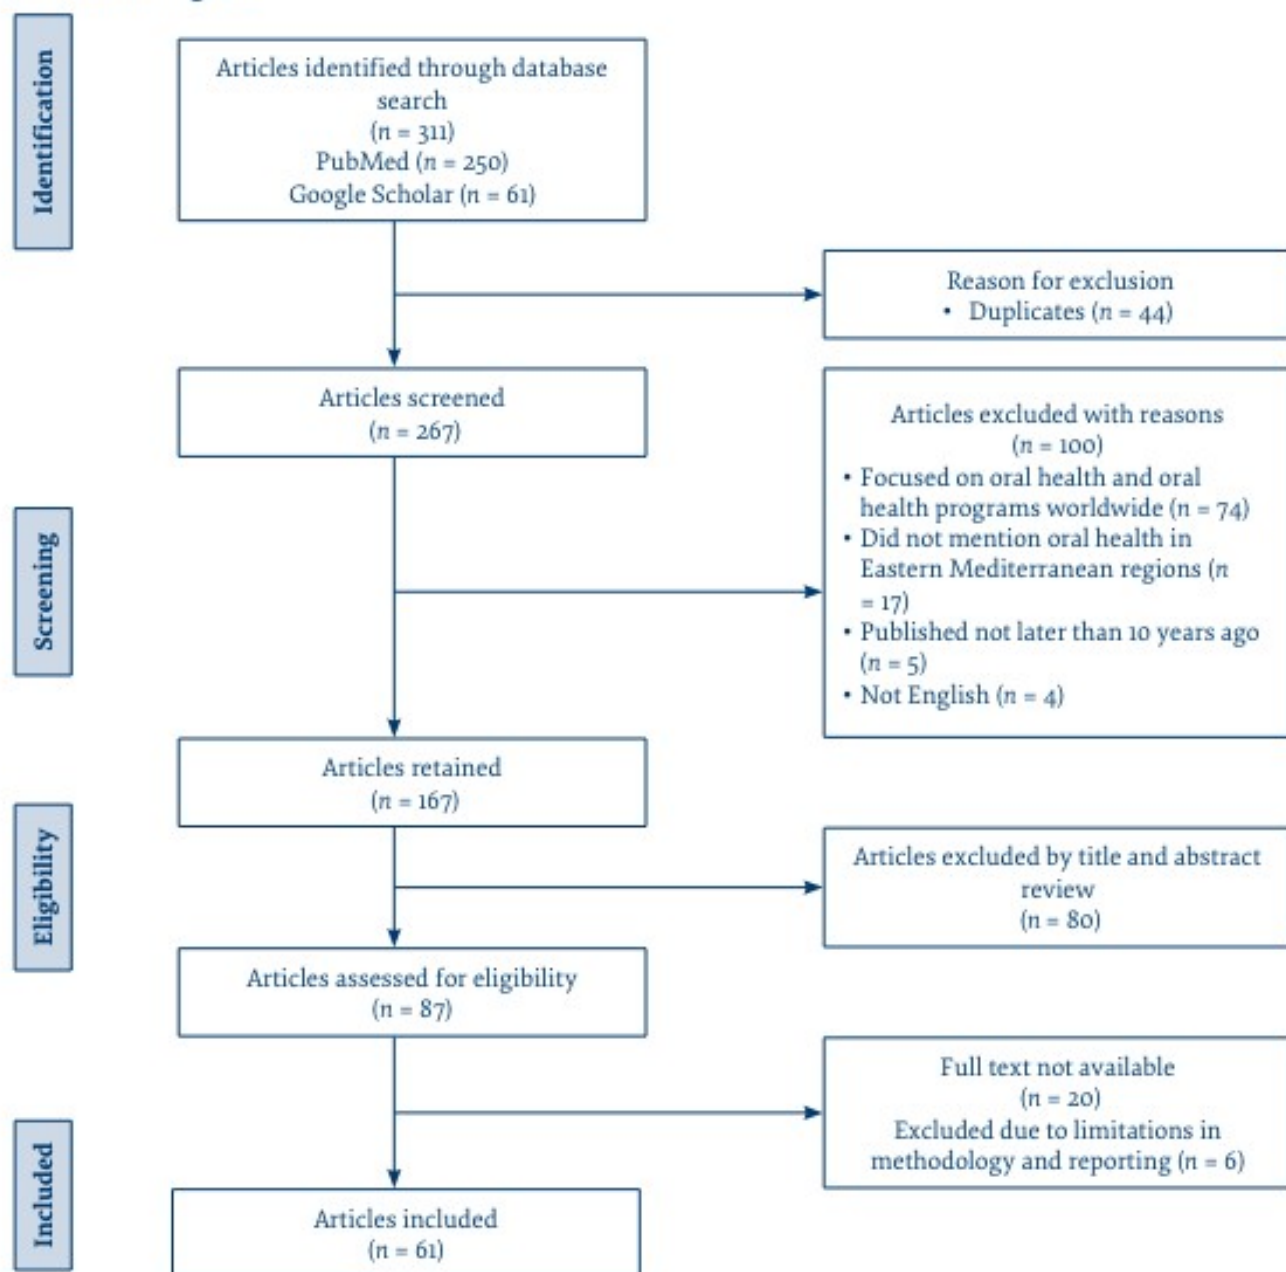 Identification
Articles identified through database
search
(n = 311)
PubMed (n = 250)
Google Scholar (n = 61)
Reason for exclusion
• Duplicates (n = 44)
Articles screened
(n = 267)
Articles excluded with reasons
(n = 100)
• Focused on oral health and oral
health programs worldwide (n = 74)
• Did not mention oral health in
Eastern Mediterranean regions (n
= 17)
• Published not later than 10 years ago
(n = 5)
• Not English (n = 4)
Screening
Articles retained
(n = 167)
Eligibility
Articles excluded by title and abstract
review
(n = 80)
Articles assessed for eligibility
(n = 87)
Full text not available
(n = 20)
Excluded due to limitations in
methodology and reporting (n = 6)
Included
Articles included
(n = 61)